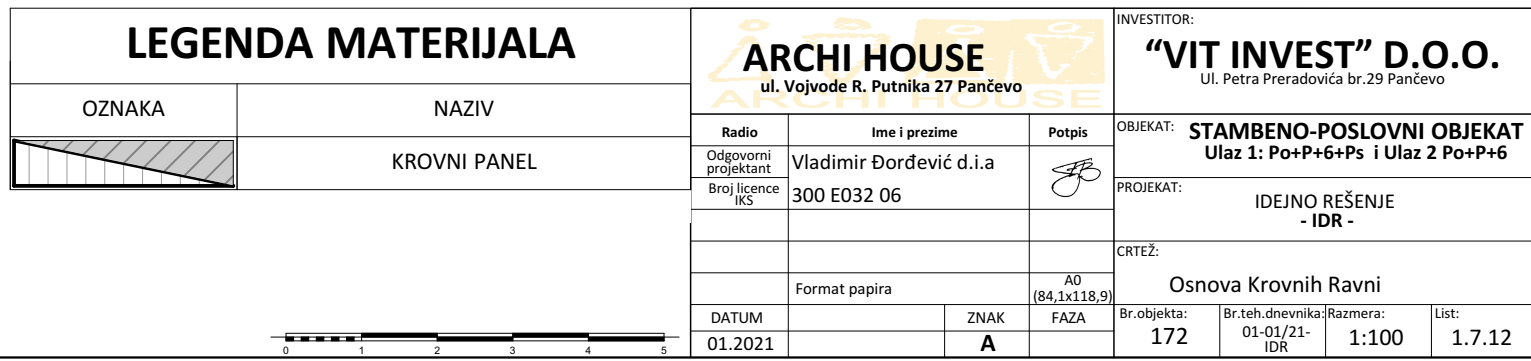 LEGENDA MATERIJALA
OZNAKA NAZIV
KROVNI PANEL
0 1 2 3 4 5
ARCHI HOUSE
ul. Vojvode R. Putnika 27 Pančevo
ARCHI HOUSE
Radio Ime i prezime Potpis
Odgovorni
projektant
Vladimir Đorđević d.i.a
Broj licence
IKS
300 E032 06
Format papira
A0
(84,1x118,9)
DATUM ZNAK FAZA
01.2021 A
INVESTITOR:
“VIT INVEST” D.O.O.
Ul. Petra Preradovića br.29 Pančevo
OBJEKAT: STAMBENO-POSLOVNI OBJEKAT
Ulaz 1: Po+P+6+Ps i Ulaz 2 Po+P+6
PROJEKAT:
IDEJNO REŠENJE
- IDR -
CRTEŽ:
Osnova Krovnih Ravni
Br.objekta: Br.teh.dnevnika: Razmera: List:
172 01-01/21-
IDR
1:100 1.7.12